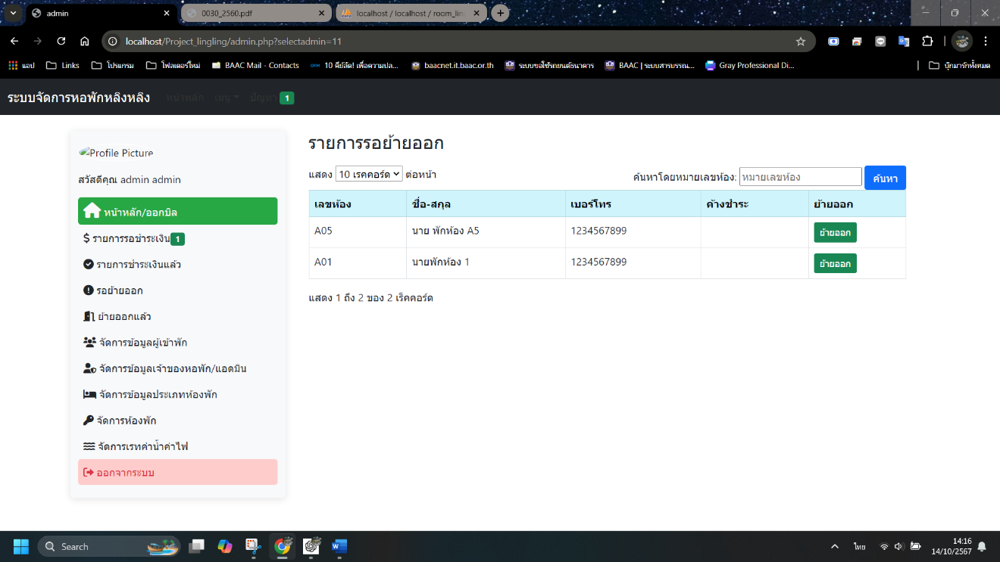 admin
0030_2560.pdf
localhost / localhost / room_lin
localhost/Project_lingling/admin.php?selectadmin=11
แอป
Links
โปรแกรม
โฟลเดอร์ใหม่
BAAC Mail - Contacts
OFM 10 ดีย์ลัด! เพื่อความปล...
baacnet.it.baac.or.th
ระบบขอใช้รถยนต์ธนาคาร
BAAC | ระบบสารบรรณ...
Gray Professional Di...
บุ๊กมาร์กทั้งหมด
ระบบจัดการหอพักหลิงหลิง
หน้าหลัก
เมนู
ปัญหา 1
Profile Picture
สวัสดีคุณ admin admin
หน้าหลัก/ออกบิล
รายการรอชำระเงิน 1
รายการชำระเงินแล้ว
รอย้ายออก
ย้ายออกแล้ว
จัดการข้อมูลผู้เข้าพัก
จัดการข้อมูลเจ้าของหอพัก/แอดมิน
จัดการข้อมูลประเภทห้องพัก
จัดการห้องพัก
จัดการเรทค่าน้ำค่าไฟ
ออกจากระบบ
รายการรอย้ายออก
แสดง 10 เรคคอร์ด ต่อหน้า
ค้นหาโดยหมายเลขห้อง: หมายเลขห้อง ค้นหา
เลขห้อง ชื่อ-สกุล เบอร์โทร ค้างชำระ ย้ายออก
A05 นาย พักห้อง A5 1234567899 ย้ายออก
A01 นายพักห้อง 1 1234567899 ย้ายออก
แสดง 1 ถึง 2 ของ 2 เร็คคอร์ด
Search
ไทย
14:16
14/10/2567